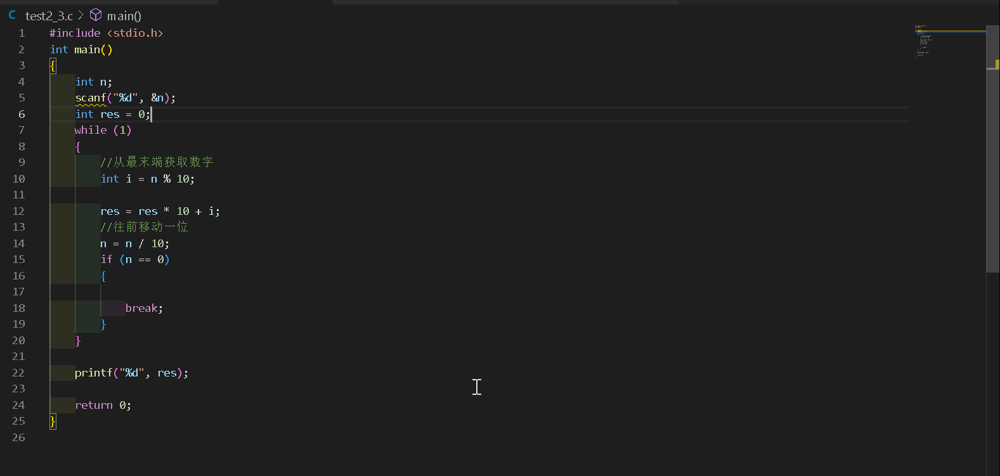 C test2_3.c > main()
1 #include <stdio.h>
2 int main()
3 {
4 int n;
5 scanf("%d", &n);
6 int res = 0;
7 while (1)
8 {
9 //从最末端获取数字
10 int i = n % 10;
11
12 res = res * 10 + i;
13 //往前移动一位
14 n = n / 10;
15 if (n == 0)
16 {
17
18 break;
19 }
20 }
21
22 printf("%d", res);
23
24 return 0;
25 }
26